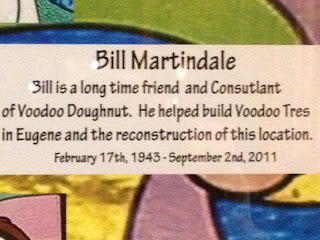 Bill Martindale
Bill is a long time friend and Consutlant
of Voodoo Doughnut. He helped build Voodoo Tres
in Eugene and the reconstruction of this location.
February 17th, 1943 - September 2nd, 2011